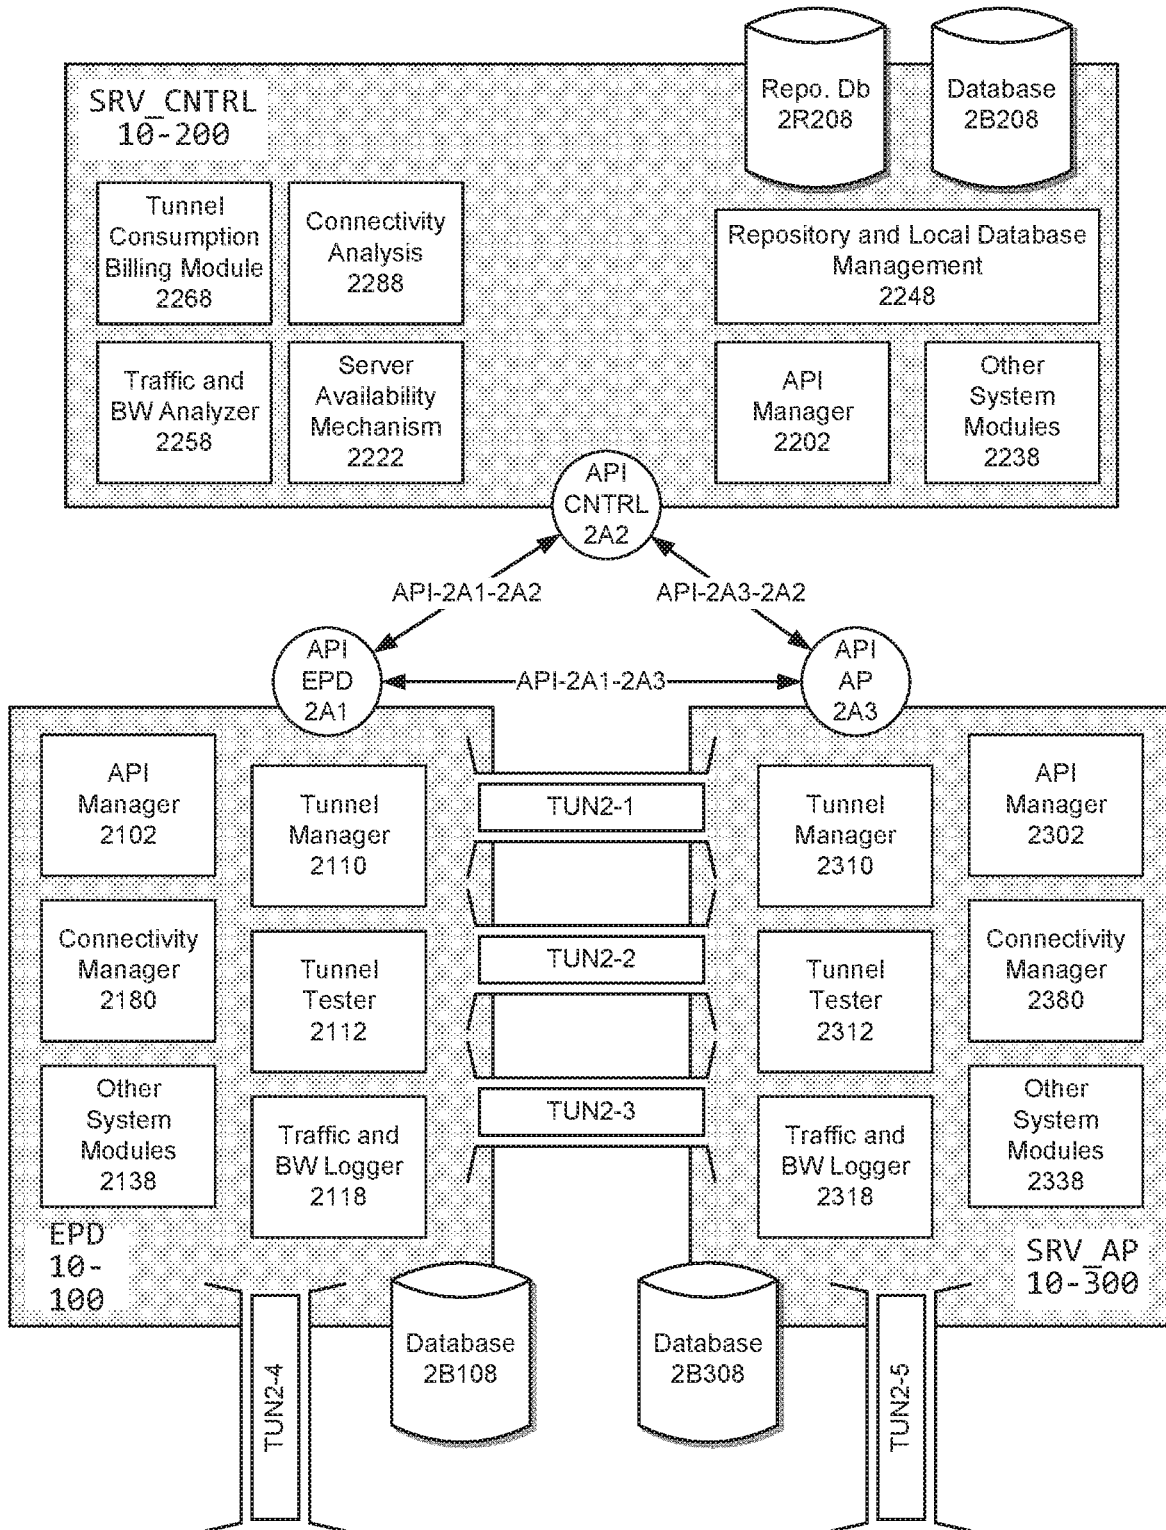 Repo. Db
2R208
Database
2B208
SRV_CNTRL
10-200
Tunnel
Consumption
Billing Module
2268
Connectivity
Analysis
2288
Repository and Local Database
Management
2248
Traffic and
BW Analyzer
2258
Server
Availability
Mechanism
2222
API
Manager
2202
Other
System
Modules
2238
API
CNTRL
2A2
API-2A1-2A2
API-2A3-2A2
API
EPD
2A1
API-2A1-2A3
API
AP
2A3
API
Manager
2102
Tunnel
Manager
2110
TUN2-1
Tunnel
Manager
2310
API
Manager
2302
Connectivity
Manager
2180
Tunnel
Tester
2112
TUN2-2
Tunnel
Tester
2312
Connectivity
Manager
2380
Other
System
Modules
2138
Traffic and
BW Logger
2118
TUN2-3
Traffic and
BW Logger
2318
Other
System
Modules
2338
EPD
10-
100
SRV_AP
10-300
TUN2-4
Database
2B108
Database
2B308
TUN2-5